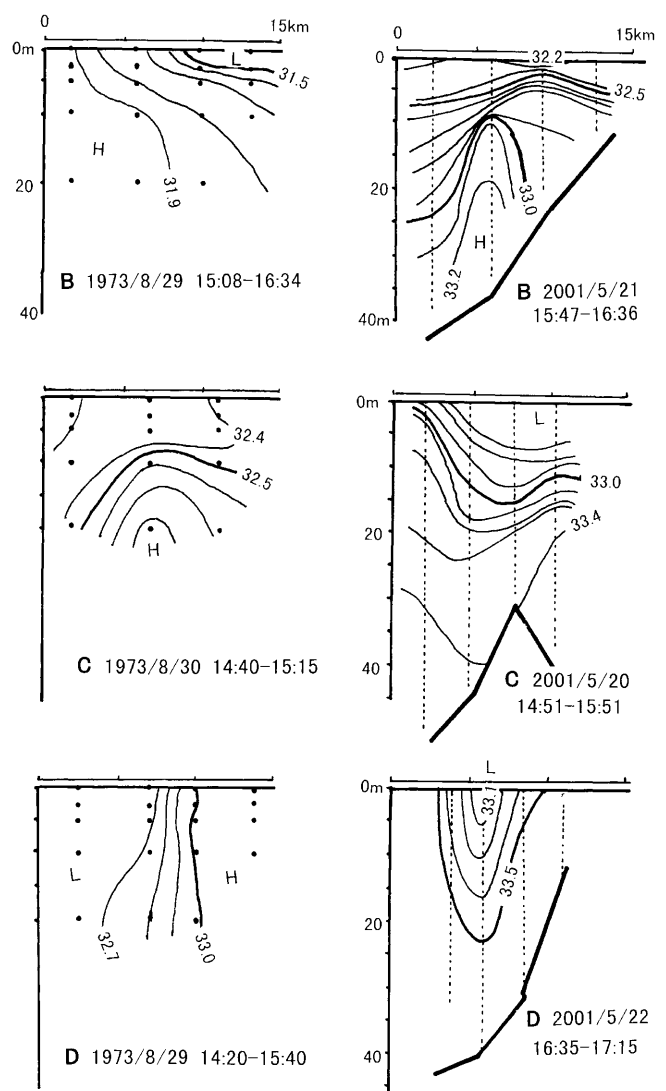 0 15km
0m
L
31.5
H
20
31.9
B 1973/8/29 15:08-16:34
40
0 15km
0
32.2
32.5
20
33.0
H
33.2
B 2001/5/21
15:47-16:36
40m
32.4
32.5
H
C 1973/8/30 14:40-15:15
0m
L
33.0
33.4
20
40
C 2001/5/20
14:51-15:51
L
H
32.7
33.0
D 1973/8/29 14:20-15:40
L
0m
33.1
33.5
20
D 2001/5/22
16:35-17:15
40